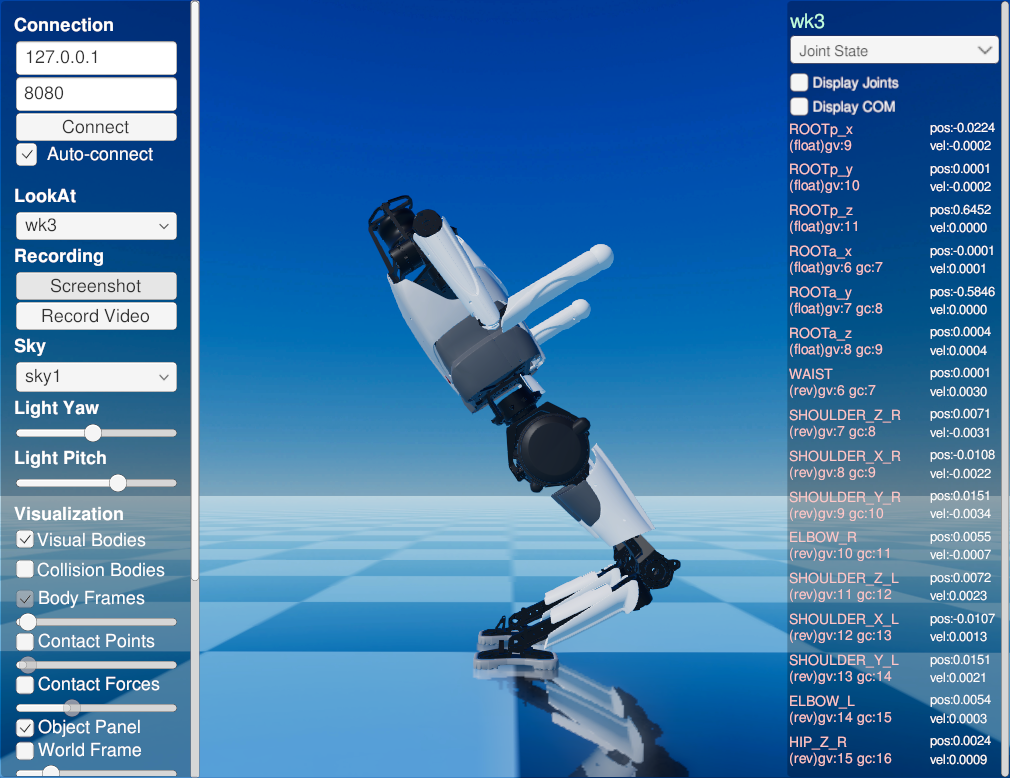 Connection
127.0.0.1
8080
Connect
Auto-connect
LookAt
wk3
Recording
Screenshot
Record Video
Sky
sky1
Light Yaw
Light Pitch
Visualization
Visual Bodies
Collision Bodies
Body Frames
Contact Points
Contact Forces
Object Panel
World Frame
wk3
Joint State
Display Joints
Display COM
ROOTp_x pos:-0.0224
(float)gv:9 vel:-0.0002
ROOTp_y pos:0.0001
(float)gv:10 vel:-0.0002
ROOTp_z pos:0.6452
(float)gv:11 vel:0.0000
ROOTa_x pos:-0.0001
(float)gv:6 gc:7 vel:0.0001
ROOTa_y pos:-0.5846
(float)gv:7 gc:8 vel:0.0000
ROOTa_z pos:0.0004
(float)gv:8 gc:9 vel:0.0004
WAIST pos:0.0001
(rev)gv:6 gc:7 vel:0.0030
SHOULDER_Z_R pos:0.0071
(rev)gv:7 gc:8 vel:-0.0031
SHOULDER_X_R pos:-0.0108
(rev)gv:8 gc:9 vel:-0.0022
SHOULDER_Y_R pos:0.0151
(rev)gv:9 gc:10 vel:-0.0034
ELBOW_R pos:0.0055
(rev)gv:10 gc:11 vel:-0.0007
SHOULDER_Z_L pos:0.0072
(rev)gv:11 gc:12 vel:0.0023
SHOULDER_X_L pos:-0.0107
(rev)gv:12 gc:13 vel:0.0013
SHOULDER_Y_L pos:0.0151
(rev)gv:13 gc:14 vel:0.0021
ELBOW_L pos:0.0054
(rev)gv:14 gc:15 vel:0.0003
HIP_Z_R pos:0.0024
(rev)gv:15 gc:16 vel:0.0009